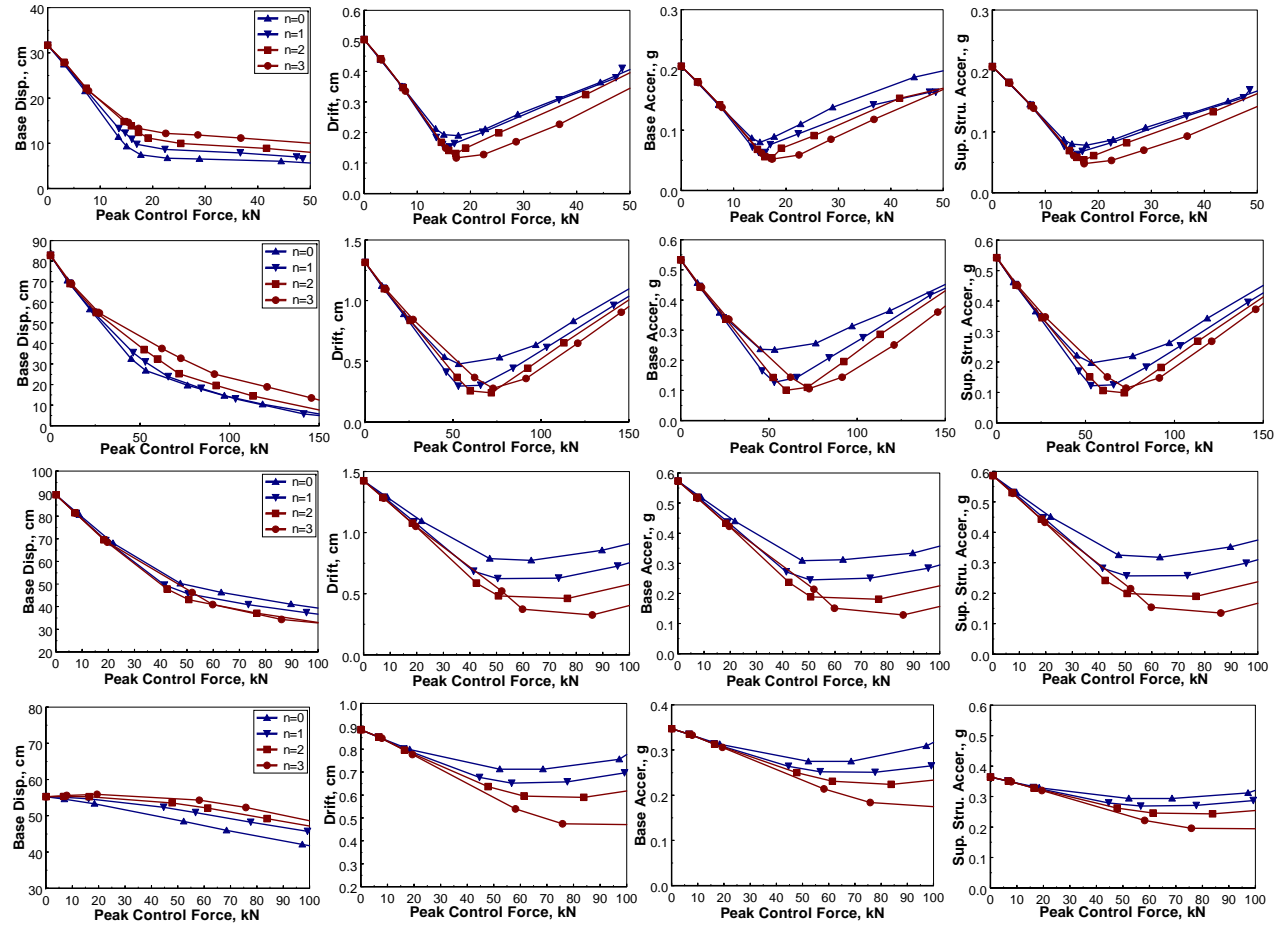 Base Disp., cm
40
30
20
10
0
n=0
n=1
n=2
n=3
0 10 20 30 40 50
Peak Control Force, kN
Drift, cm
0.6
0.5
0.4
0.3
0.2
0.1
0.0
0 10 20 30 40 50
Peak Control Force, kN
Base Accer., g
0.3
0.2
0.1
0.0
0 10 20 30 40 50
Peak Control Force, kN
Sup. Stru. Accer., g
0.3
0.2
0.1
0.0
0 10 20 30 40 50
Peak Control Force, kN
Base Disp., cm
90
80
70
60
50
40
30
20
10
0
n=0
n=1
n=2
n=3
0 50 100 150
Peak Control Force, kN
Drift, cm
1.5
1.0
0.5
0.0
0 50 100 150
Peak Control Force, kN
Base Accer., g
0.6
0.5
0.4
0.3
0.2
0.1
0.0
0 50 100 150
Peak Control Force, kN
Sup. Stru. Accer., g
0.6
0.5
0.4
0.3
0.2
0.1
0.0
0 50 100 150
Peak Control Force, kN
Base Disp., cm
100
90
80
70
60
50
40
30
20
n=0
n=1
n=2
n=3
0 10 20 30 40 50 60 70 80 90 100
Peak Control Force, kN
Drift, cm
1.5
1.0
0.5
0.0
0 10 20 30 40 50 60 70 80 90 100
Peak Control Force, kN
Base Accer., g
0.6
0.5
0.4
0.3
0.2
0.1
0.0
0 10 20 30 40 50 60 70 80 90 100
Peak Control Force, kN
Sup. Stru. Accer., g
0.6
0.5
0.4
0.3
0.2
0.1
0.0
0 10 20 30 40 50 60 70 80 90 100
Peak Control Force, kN
Base Disp., cm
80
70
60
50
40
30
n=0
n=1
n=2
n=3
0 10 20 30 40 50 60 70 80 90 100
Peak Control Force, kN
Drift, cm
1.0
0.9
0.8
0.7
0.6
0.5
0.4
0.3
0.2
0 10 20 30 40 50 60 70 80 90 100
Peak Control Force, kN
Base Accer., g
0.4
0.3
0.2
0.1
0.0
0 10 20 30 40 50 60 70 80 90 100
Peak Control Force, kN
Sup. Stru. Accer., g
0.6
0.5
0.4
0.3
0.2
0.1
0.0
0 10 20 30 40 50 60 70 80 90 100
Peak Control Force, kN